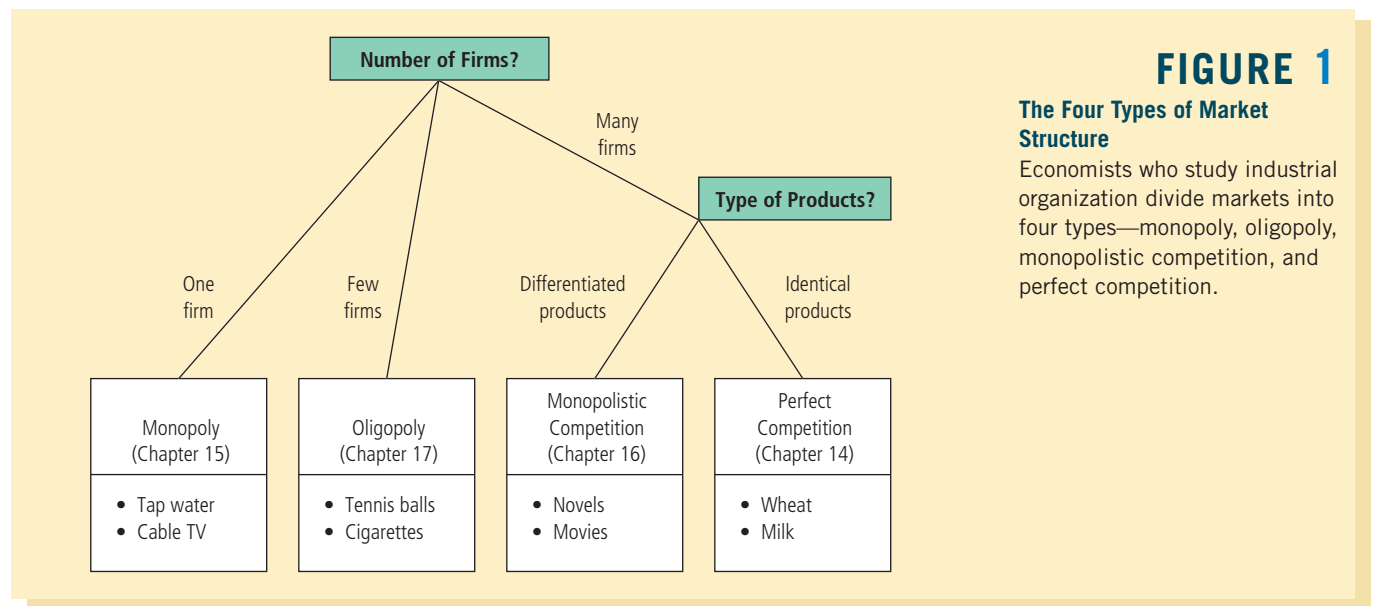 Number of Firms?
FIGURE 1
The Four Types of Market
Structure
Economists who study industrial
organization divide markets into
four types—monopoly, oligopoly,
monopolistic competition, and
perfect competition.
Many
firms
Type of Products?
One
firm
Few
firms
Differentiated
products
Identical
products
Monopoly
(Chapter 15)
• Tap water
• Cable TV
Oligopoly
(Chapter 17)
• Tennis balls
• Cigarettes
Monopolistic
Competition
(Chapter 16)
• Novels
• Movies
Perfect
Competition
(Chapter 14)
• Wheat
• Milk